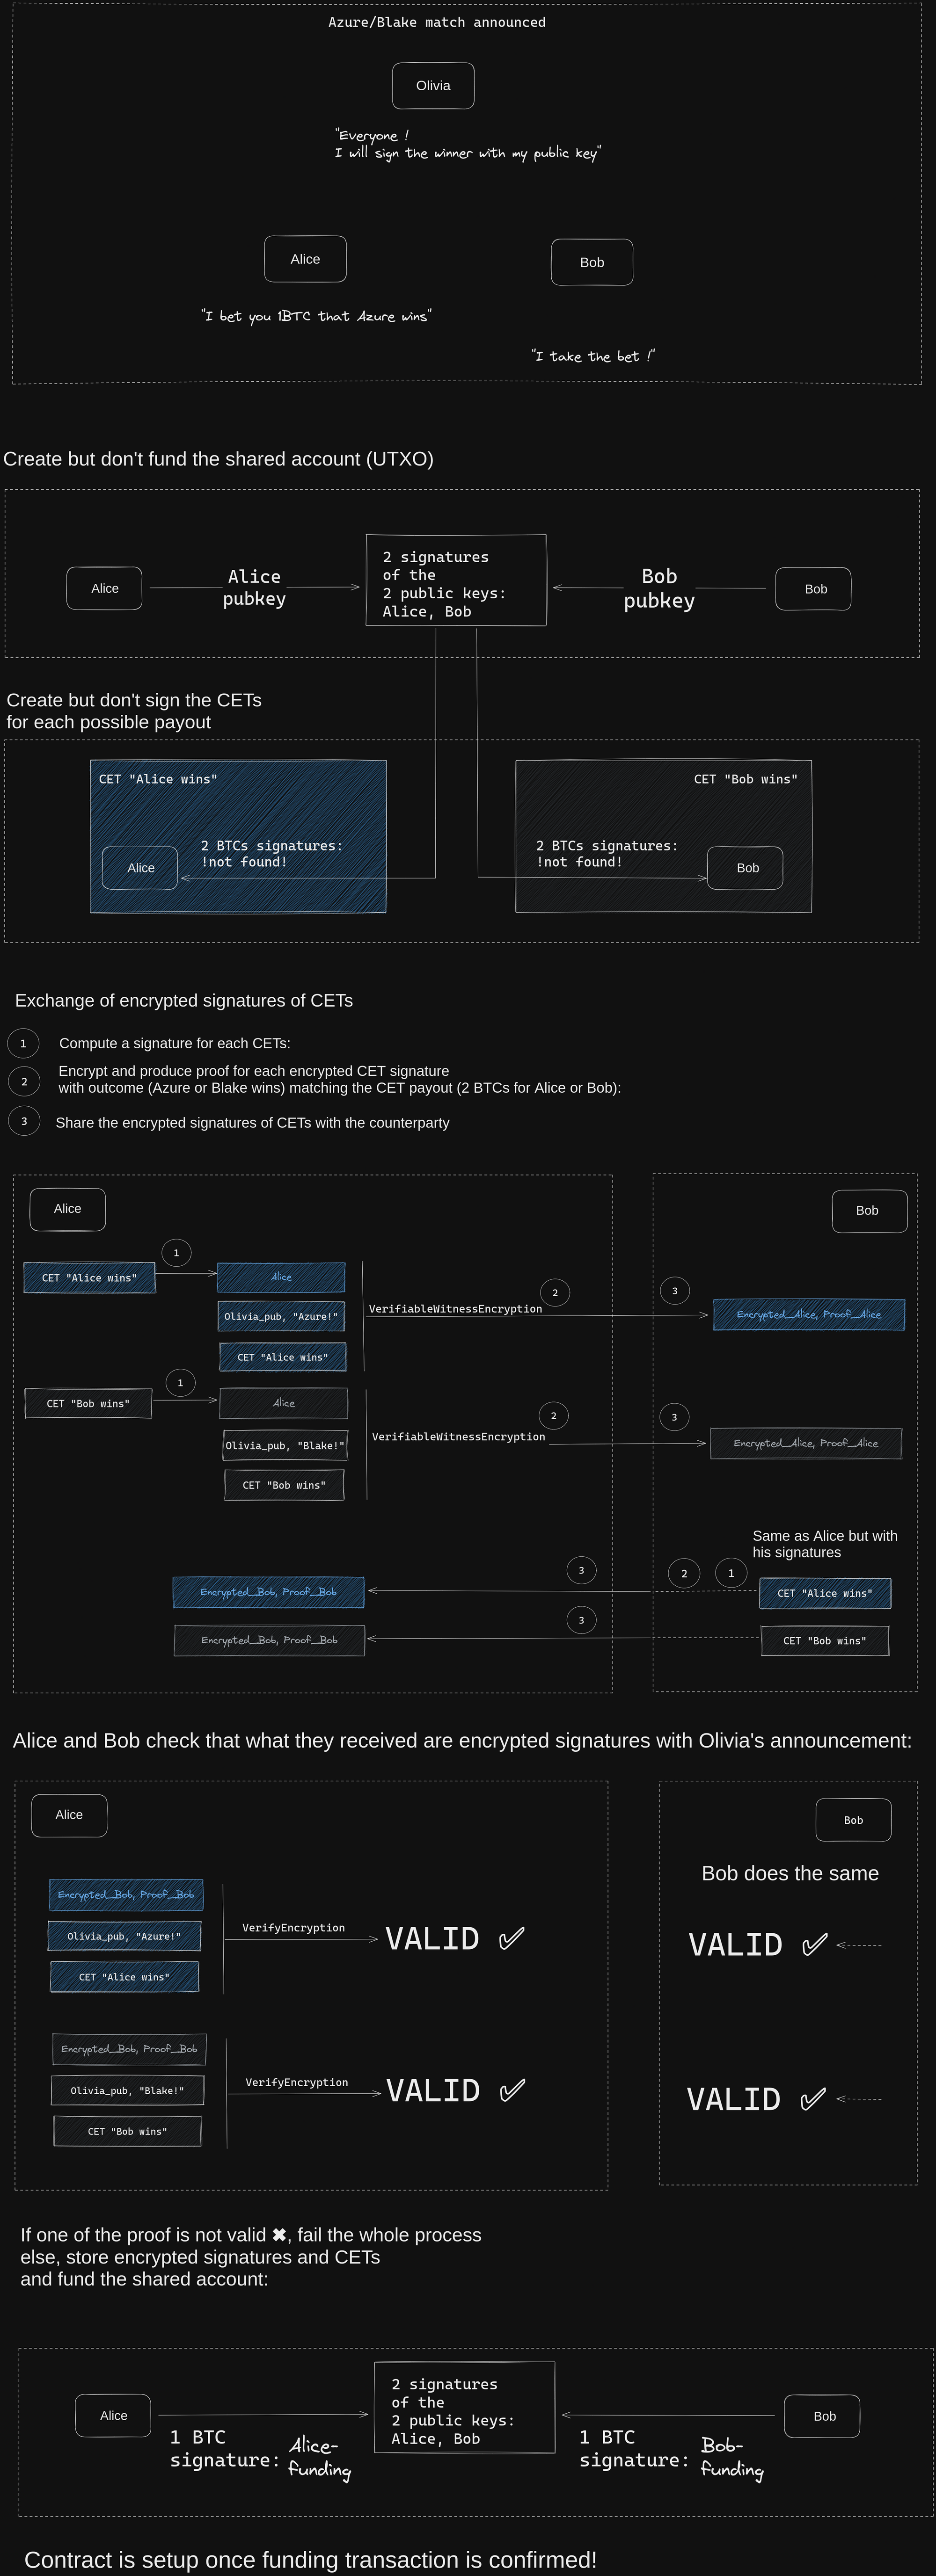 Azure/Blake match announced
Olivia
"Everyone !
I will sign the winner with my public key"
Alice
Bob
"I bet you 1BTC that Azure wins"
"I take the bet !"
Create but don't fund the shared account (UTXO)
Alice
Alice
pubkey
2 signatures
of the
2 public keys:
Alice, Bob
Bob
pubkey
Bob
Create but don't sign the CETs
for each possible payout
CET "Alice wins"
2 BTCs signatures:
!not found!
Alice
CET "Bob wins"
2 BTCs signatures:
!not found!
Bob
Exchange of encrypted signatures of CETs
1 Compute a signature for each CETs:
2 Encrypt and produce proof for each encrypted CET signature
with outcome (Azure or Blake wins) matching the CET payout (2 BTCs for Alice or Bob):
3 Share the encrypted signatures of CETs with the counterparty
Alice
Bob
CET "Alice wins"
1
Alice
Olivia_pub, "Azure!"
CET "Alice wins"
VerifiableWitnessEncryption
2
3
Encrypted_Alice, Proof_Alice
CET "Bob wins"
1
Alice
Olivia_pub, "Blake!"
CET "Bob wins"
VerifiableWitnessEncryption
2
3
Encrypted_Alice, Proof_Alice
Same as Alice but with
his signatures
Encrypted_Bob, Proof_Bob
3
2
1
CET "Alice wins"
Encrypted_Bob, Proof_Bob
3
CET "Bob wins"
Alice and Bob check that what they received are encrypted signatures with Olivia's announcement:
Alice
Bob
Encrypted_Bob, Proof_Bob
Olivia_pub, "Azure!"
CET "Alice wins"
VerifyEncryption
VALID ✅
Bob does the same
VALID ✅
Encrypted_Bob, Proof_Bob
Olivia_pub, "Blake!"
CET "Bob wins"
VerifyEncryption
VALID ✅
VALID ✅
If one of the proof is not valid ✖, fail the whole process
else, store encrypted signatures and CETs
and fund the shared account:
Alice
1 BTC
signature: Alice-
funding
2 signatures
of the
2 public keys:
Alice, Bob
1 BTC
signature: Bob-
funding
Bob
Contract is setup once funding transaction is confirmed!